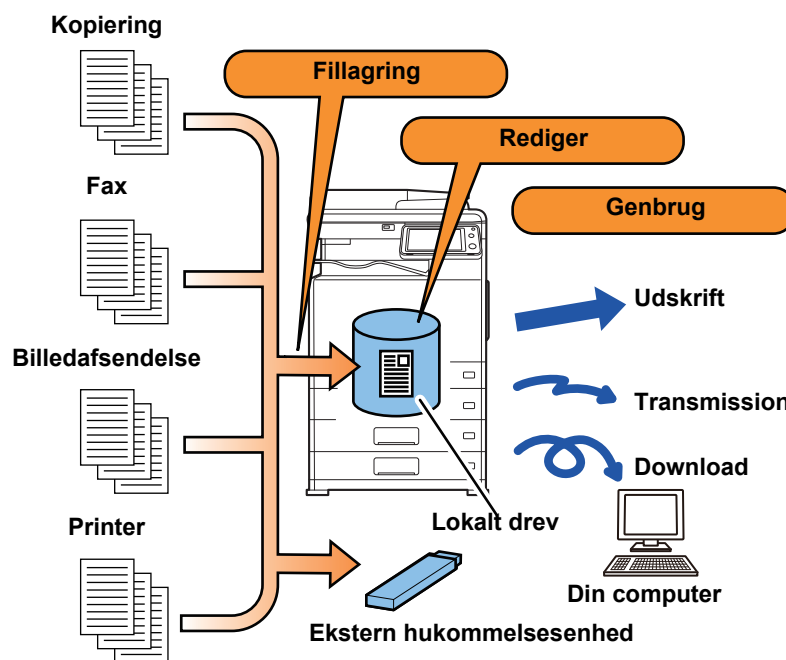 Kopiering
Fillagring
Rediger
Fax
Genbrug
Udskrift
Billedafsendelse
Transmission
Download
Printer
Lokalt drev
Din computer
Ekstern hukommelsesenhed